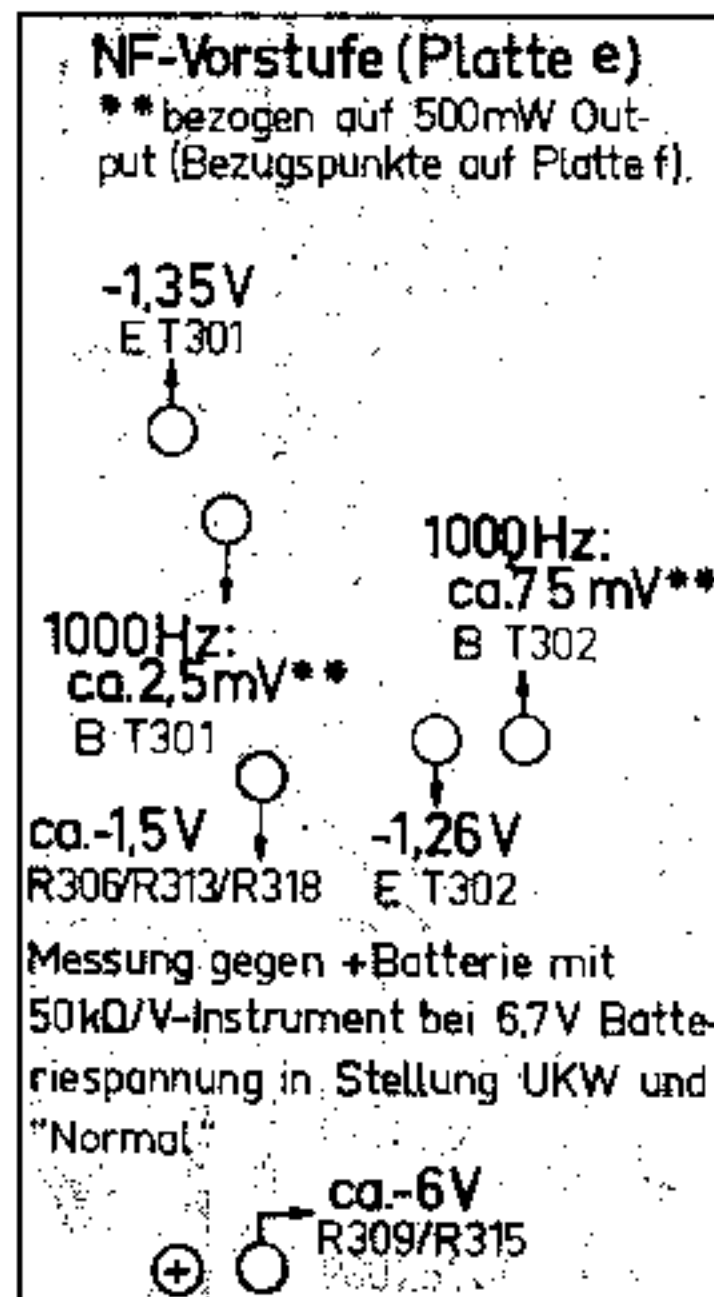 NF-Vorstufe (Platte e)
**bezogen auf 500mW Out-
put (Bezugspunkte auf Platte f).
-1,35V
E T301
1000Hz:
ca.75 mV**
B T302
1000Hz:
ca.2,5mV**
B T301
ca.-1,5V
R306/R313/R318
-1,26V
E T302
Messung gegen +Batterie mit
50kΩ/V-Instrument bei 6,7V Batte-
riespannung in Stellung UKW und
"Normal"
ca.-6V
R309/R315
+